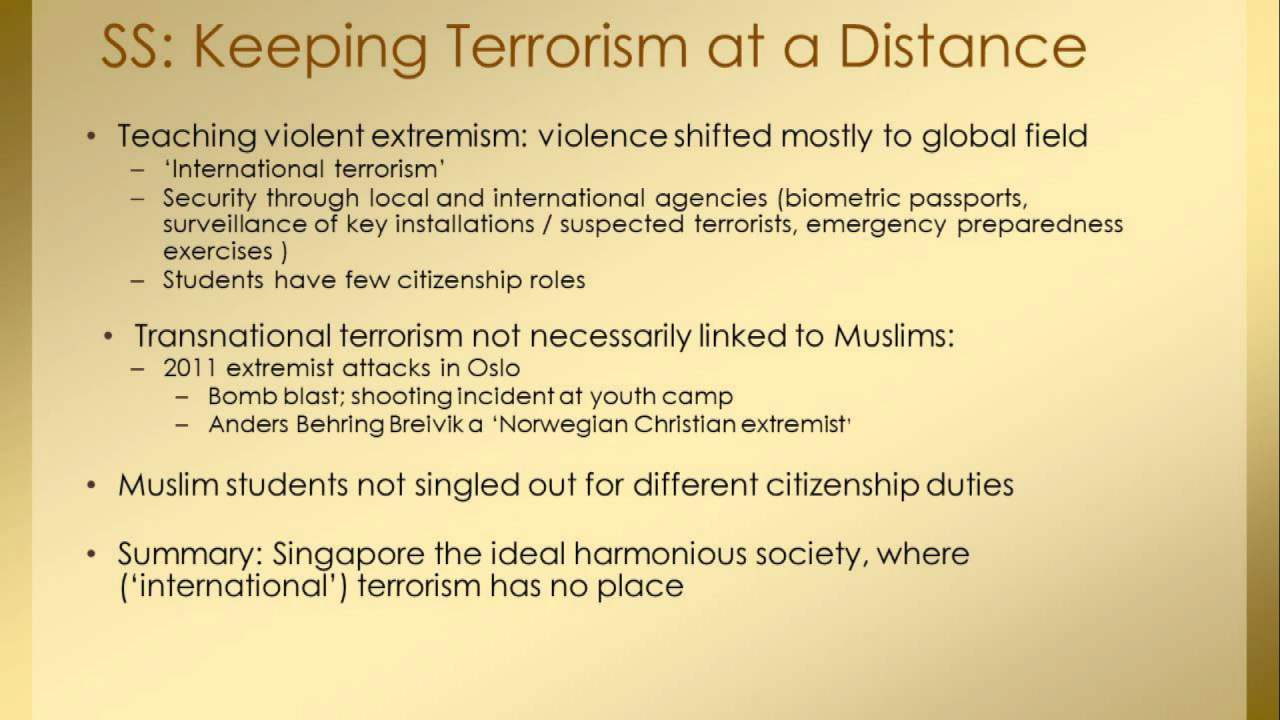 SS: Keeping Terrorism at a Distance
• Teaching violent extremism: violence shifted mostly to global field
– ‘International terrorism’
– Security through local and international agencies (biometric passports,
surveillance of key installations / suspected terrorists, emergency preparedness
exercises )
– Students have few citizenship roles
• Transnational terrorism not necessarily linked to Muslims:
– 2011 extremist attacks in Oslo
– Bomb blast; shooting incident at youth camp
– Anders Behring Breivik a ‘Norwegian Christian extremist’
• Muslim students not singled out for different citizenship duties
• Summary: Singapore the ideal harmonious society, where
(‘international’) terrorism has no place